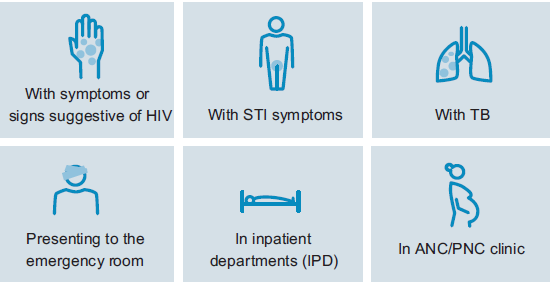 With symptoms or
signs suggestive of HIV
With STI symptoms
With TB
Presenting to the
emergency room
In inpatient
departments (IPD)
In ANC/PNC clinic